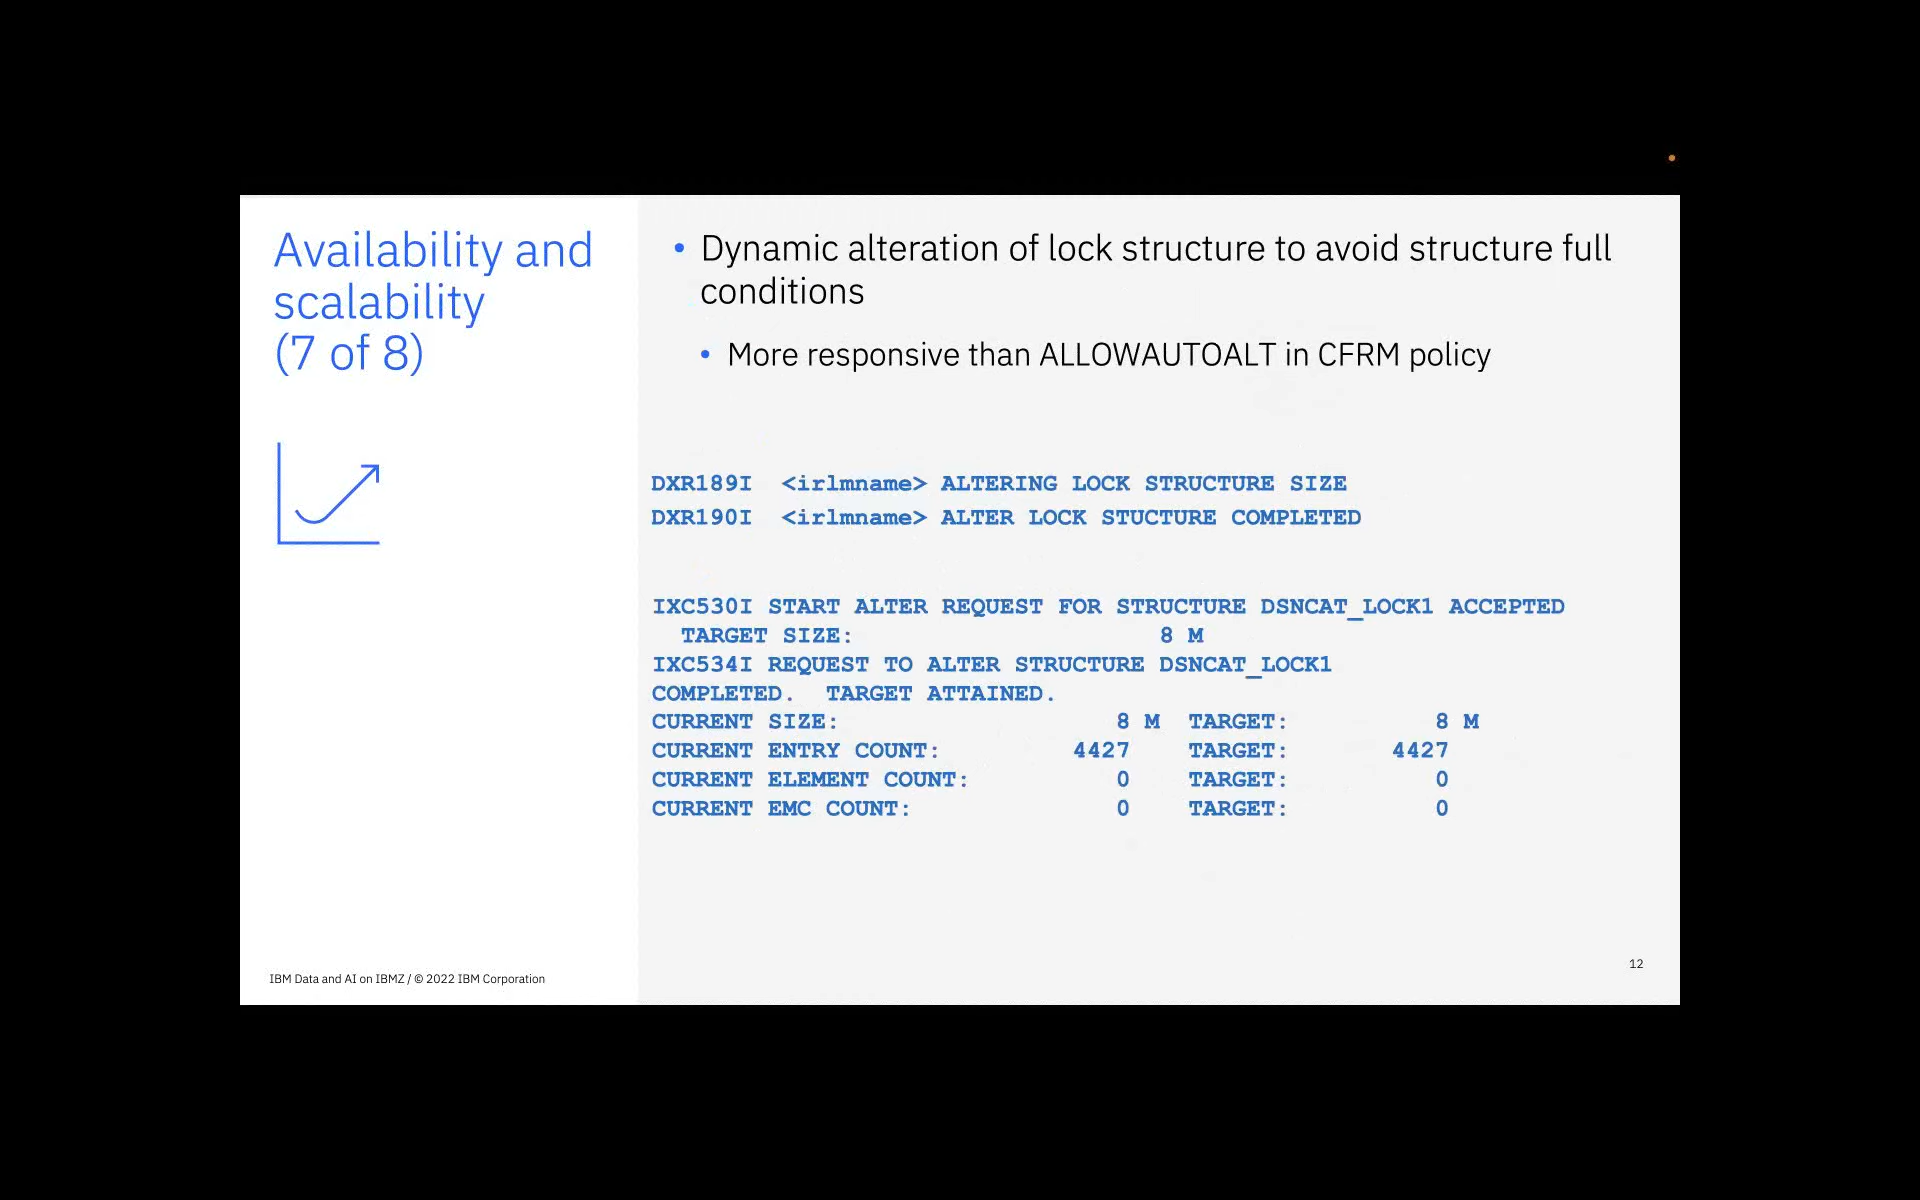 Availability and
scalability
(7 of 8)
• Dynamic alteration of lock structure to avoid structure full
conditions
• More responsive than ALLOWAUTOALT in CFRM policy
DXR189I  <irlmname> ALTERING LOCK STRUCTURE SIZE
DXR190I  <irlmname> ALTER LOCK STUCTURE COMPLETED
IXC530I START ALTER REQUEST FOR STRUCTURE DSNCAT_LOCK1 ACCEPTED
TARGET SIZE: 8 M
IXC534I REQUEST TO ALTER STRUCTURE DSNCAT_LOCK1
COMPLETED.  TARGET ATTAINED.
CURRENT SIZE: 8 M TARGET: 8 M
CURRENT ENTRY COUNT: 4427 TARGET: 4427
CURRENT ELEMENT COUNT: 0 TARGET: 0
CURRENT EMC COUNT: 0 TARGET: 0
IBM Data and AI on IBMZ / © 2022 IBM Corporation
12